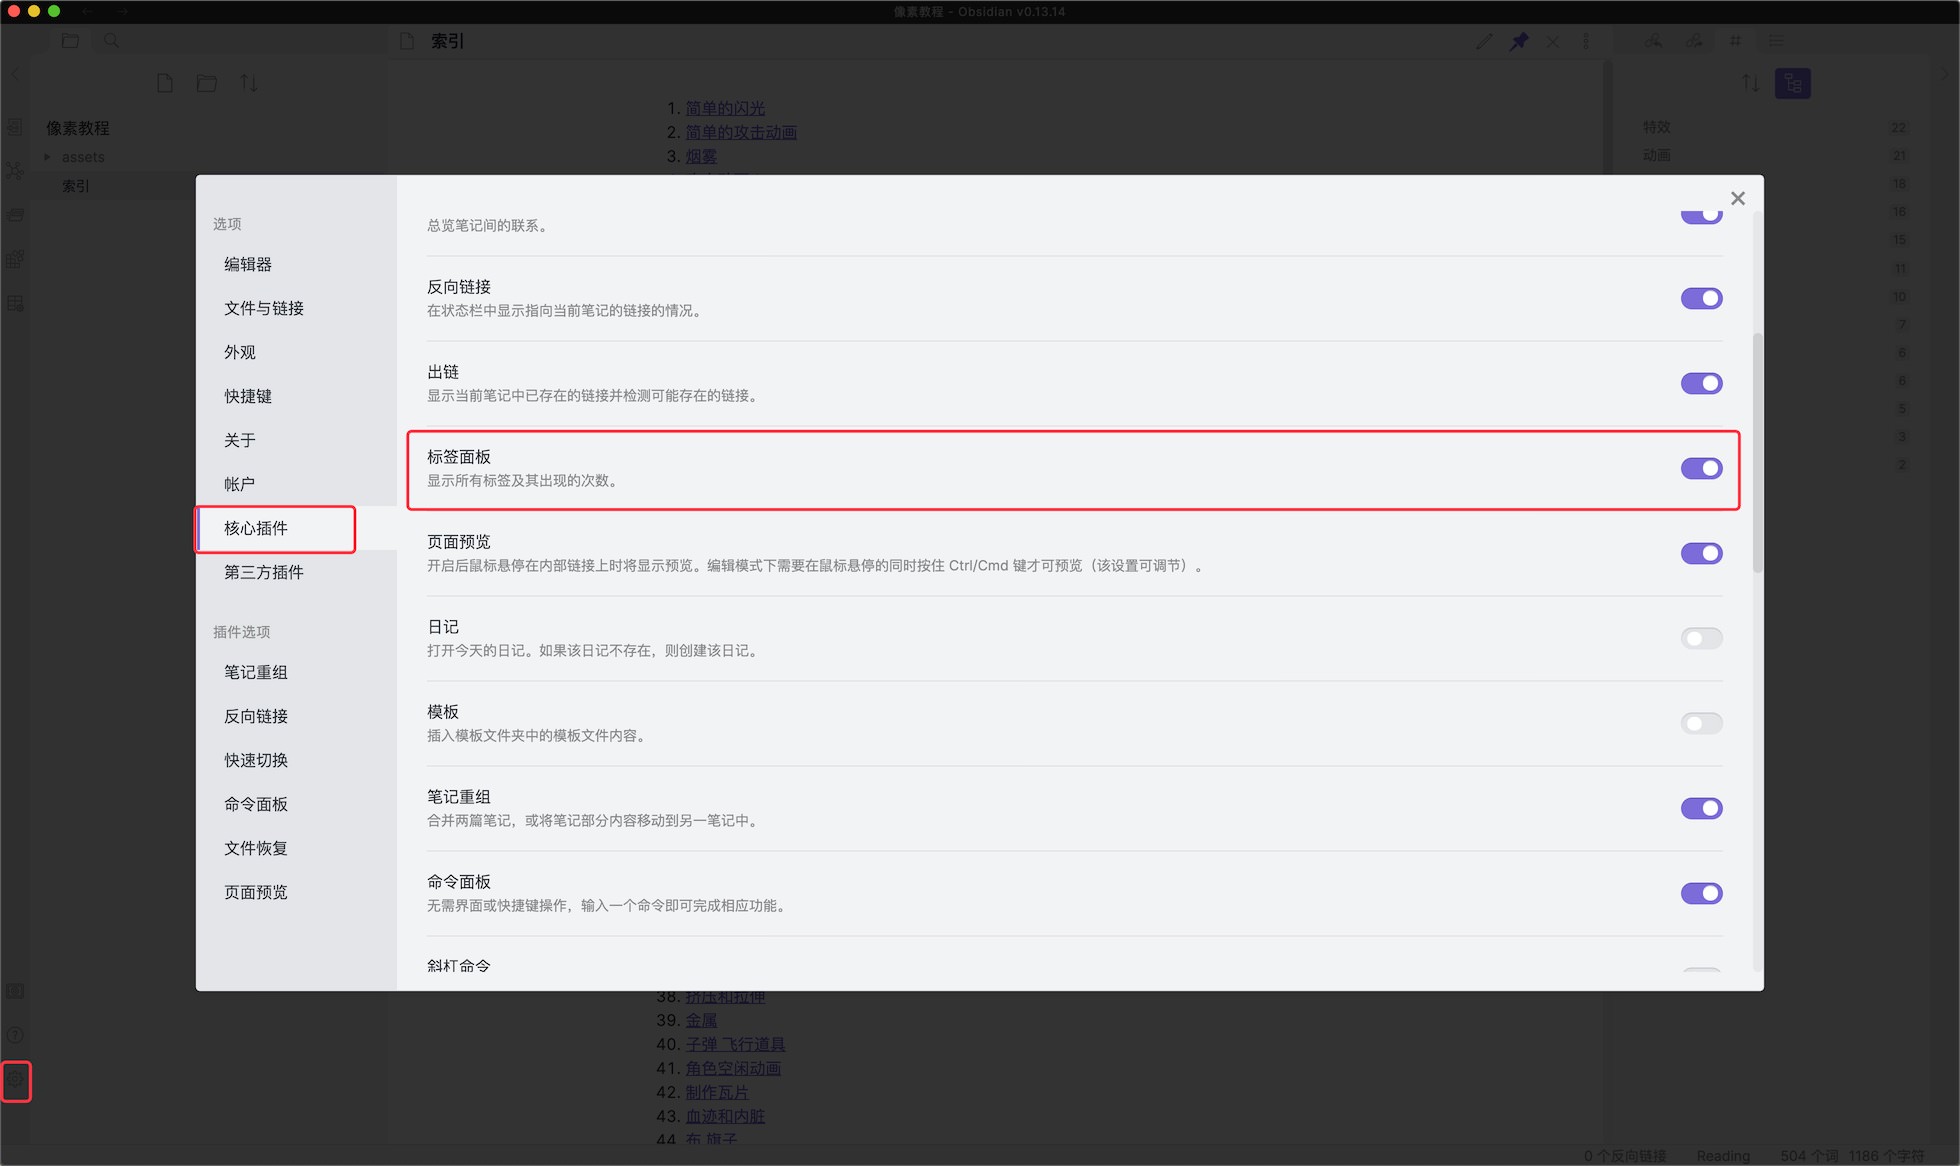 像素教程 - Obsidian v0.13.14
索引
像素教程
assets
索引
1. 简单的闪光
2. 简单的攻击动画
3. 烟雾
特效 22
动画 21
18
16
15
11
10
7
6
6
5
3
2
选项
编辑器
文件与链接
外观
快捷键
关于
帐户
核心插件
第三方插件
插件选项
笔记重组
反向链接
快速切换
命令面板
文件恢复
页面预览
总览笔记间的联系。
反向链接
在状态栏中显示指向当前笔记的链接的情况。
出链
显示当前笔记中已存在的链接并检测可能存在的链接。
标签面板
显示所有标签及其出现的次数。
页面预览
开启后鼠标悬停在内部链接上时将显示预览。编辑模式下需要在鼠标悬停的同时按住 Ctrl/Cmd 键才可预览（该设置可调节）。
日记
打开今天的日记。如果该日记不存在，则创建该日记。
模板
插入模板文件夹中的模板文件内容。
笔记重组
合并两篇笔记，或将笔记部分内容移动到另一笔记中。
命令面板
无需界面或快捷键操作，输入一个命令即可完成相应功能。
斜杠命令
38. 挤压和拉伸
39. 金属
40. 子弹 飞行道具
41. 角色空闲动画
42. 制作瓦片
43. 血迹和内脏
44. 布 旗子
0 个反向链接 Reading 504 个词 1186 个字符